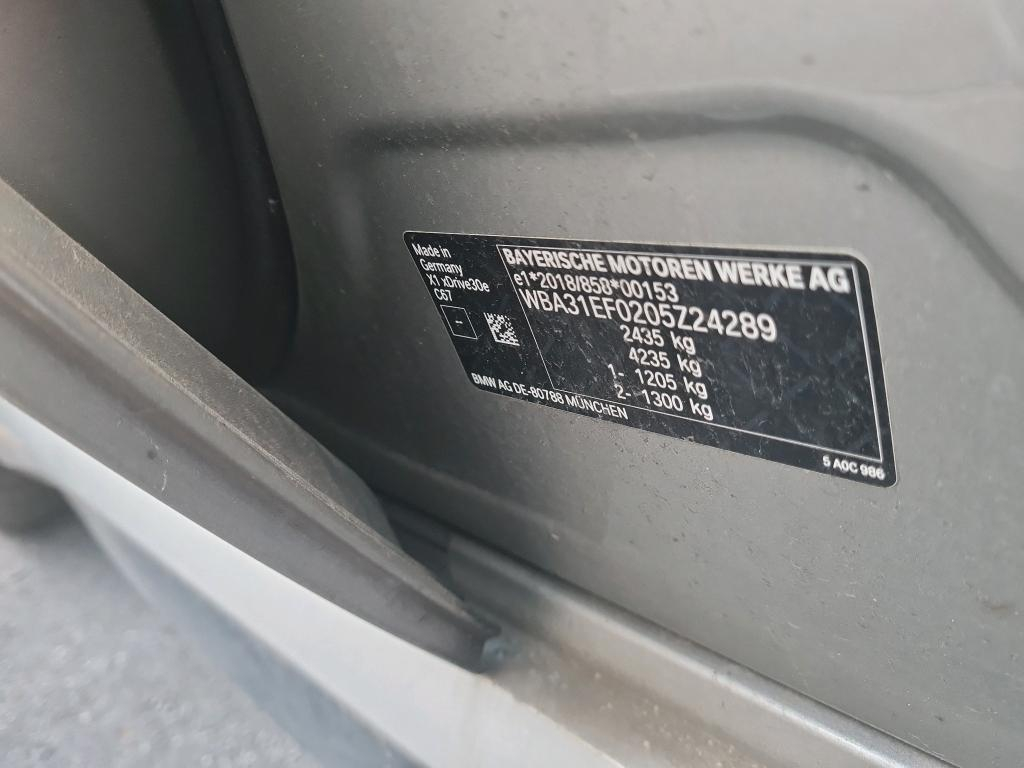 Made in
Germany
X1 xDrive30e
C67
--
BAYERISCHE MOTOREN WERKE AG
e1*2018/858*00153
WBA31EF0205Z24289
2435 kg
4235 kg
1- 1205 kg
2- 1300 kg
BMW AG DE-80788 MÜNCHEN
5 A0C 986